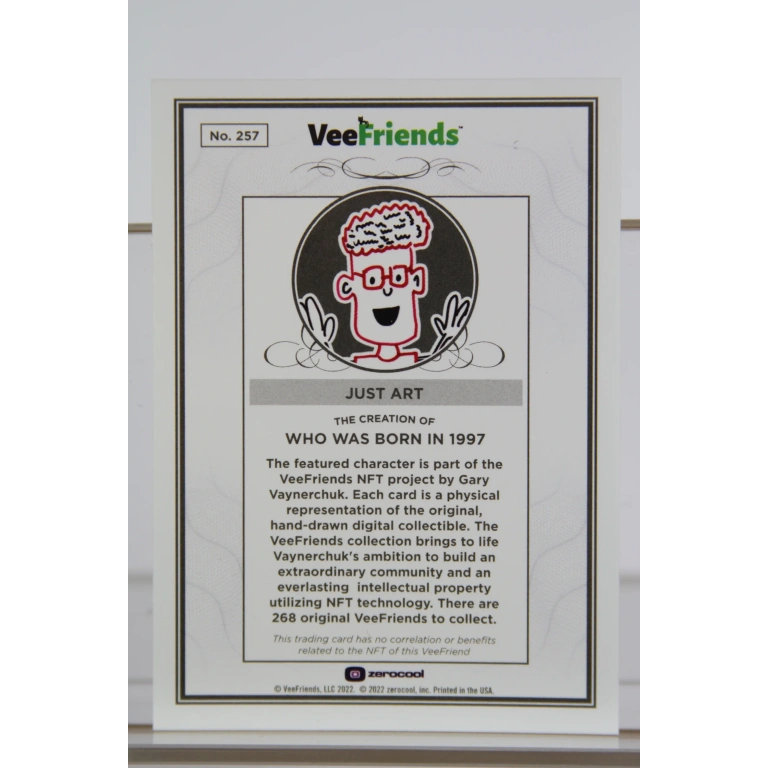 No. 257
VeeFriends™
JUST ART
THE CREATION OF
WHO WAS BORN IN 1997
The featured character is part of the
VeeFriends NFT project by Gary
Vaynerchuk. Each card is a physical
representation of the original,
hand-drawn digital collectible. The
VeeFriends collection brings to life
Vaynerchuk's ambition to build an
extraordinary community and an
everlasting intellectual property
utilizing NFT technology. There are
268 original VeeFriends to collect.
This trading card has no correlation or benefits
related to the NFT of this VeeFriend
zerocool
© VeeFriends, LLC 2022. © 2022 zerocool, inc. Printed in the USA.